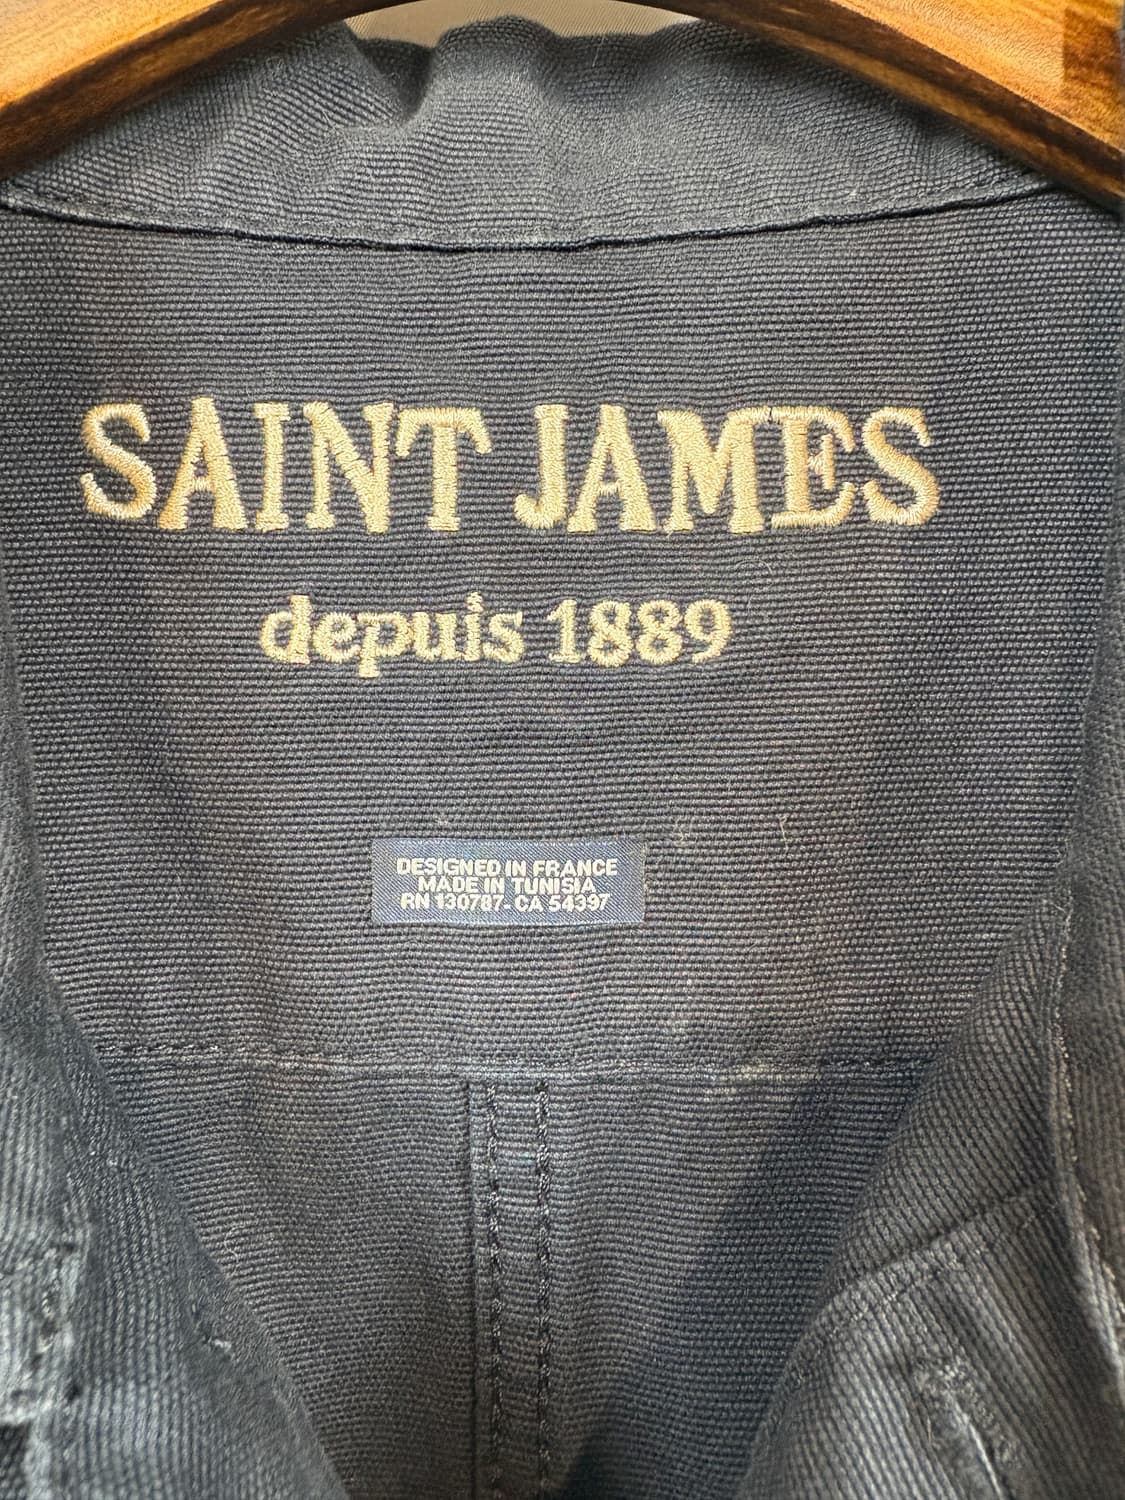 SAINT JAMES
depuis 1889
DESIGNED IN FRANCE
MADE IN TUNISIA
RN 130787- CA 54397